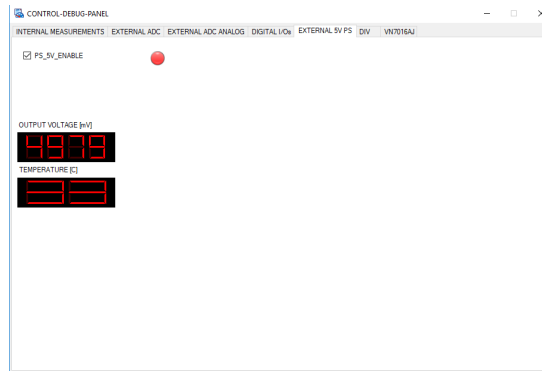 CONTROL-DEBUG-PANEL
INTERNAL MEASUREMENTS EXTERNAL ADC EXTERNAL ADC ANALOG DIGITAL I/Os EXTERNAL 5V PS DIV VN7016AJ
PS_5V_ENABLE
OUTPUT VOLTAGE [mV]
4979
TEMPERATURE [C]
33